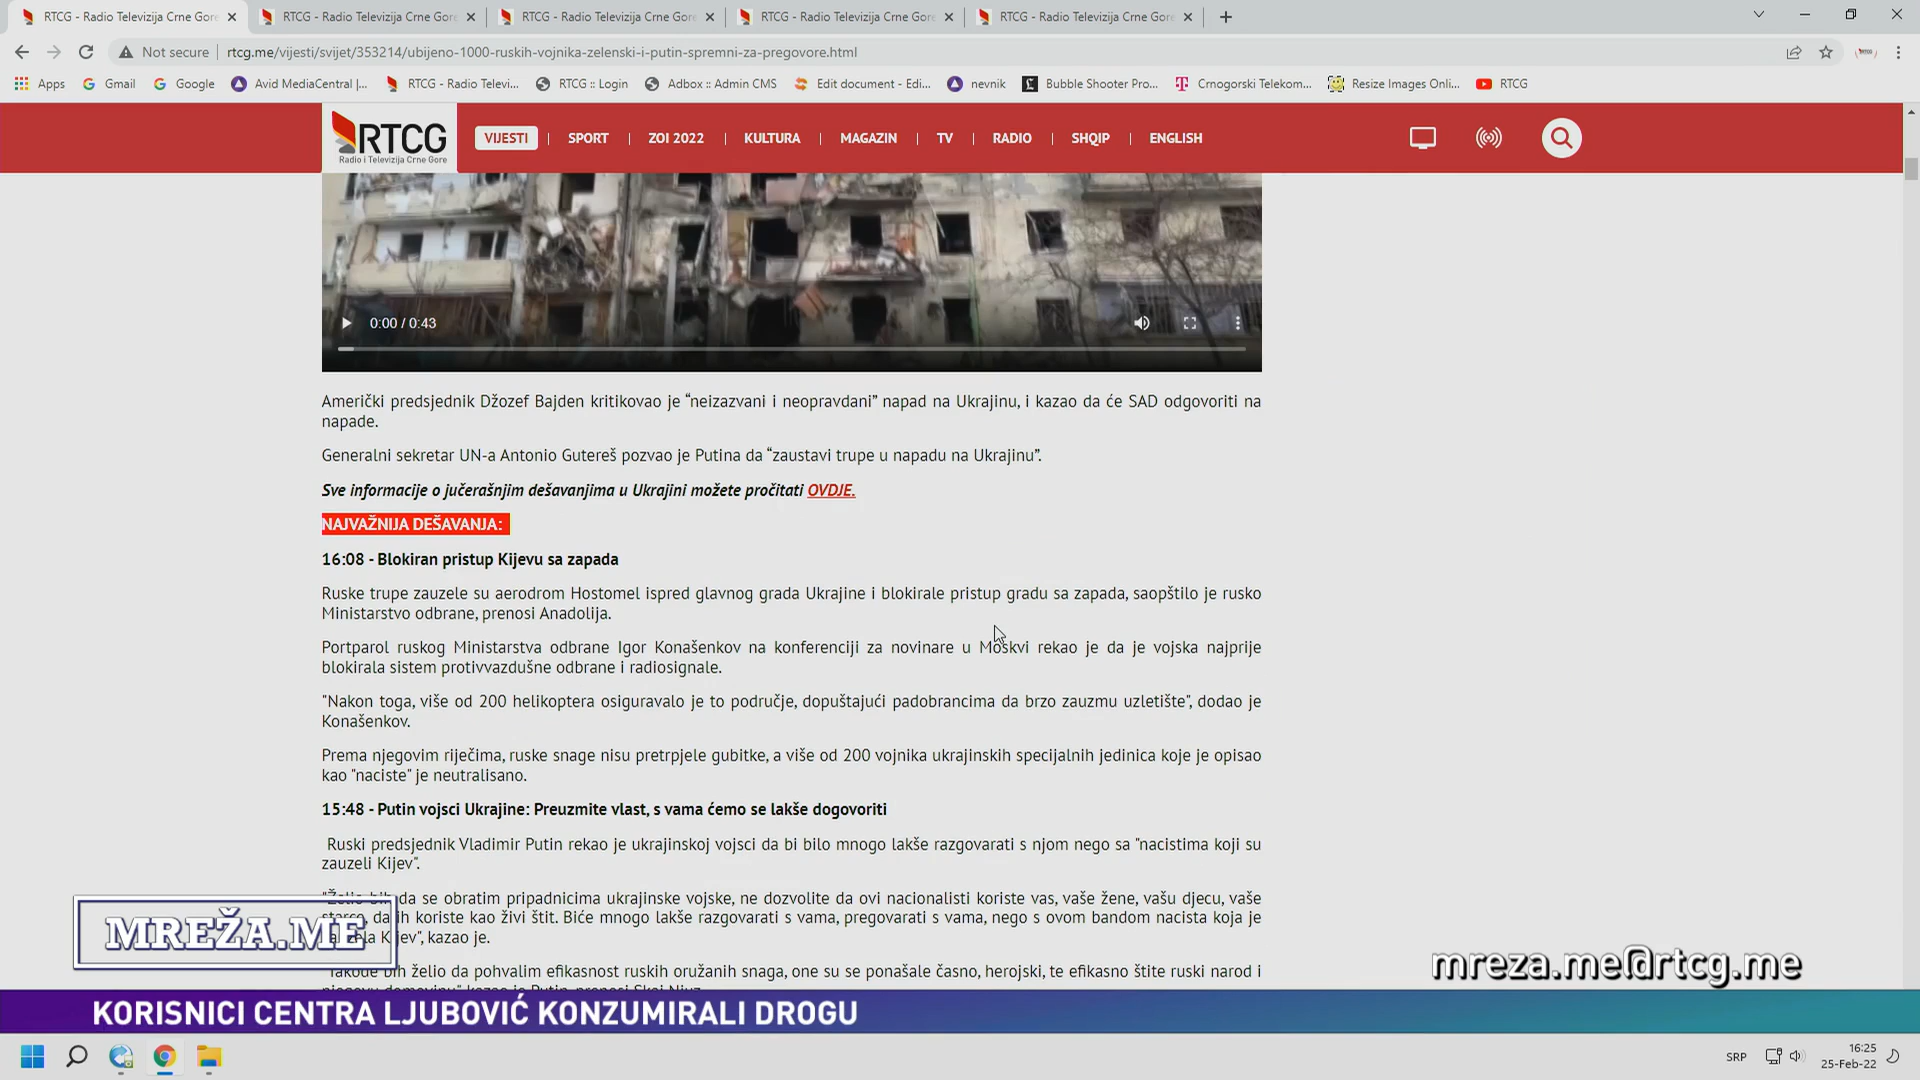 RTCG - Radio Televizija Crne Gore
RTCG - Radio Televizija Crne Gore
RTCG - Radio Televizija Crne Gore
RTCG - Radio Televizija Crne Gore
RTCG - Radio Televizija Crne Gore
Not secure
rtcg.me/vijesti/svijet/353214/ubijeno-1000-ruskih-vojnika-zelenski-i-putin-spremni-za-pregovore.html
Apps
Gmail
Google
Avid MediaCentral |...
RTCG - Radio Televi...
RTCG :: Login
Adbox :: Admin CMS
Edit document - Edi...
nevnik
Bubble Shooter Pro...
Crnogorski Telekom...
Resize Images Onli...
RTCG
RTCG
Radio i Televizija Crne Gore
VIJESTI
SPORT
ZOI 2022
KULTURA
MAGAZIN
TV
RADIO
SHQIP
ENGLISH
0:00 / 0:43
Američki predsjednik Džozef Bajden kritikovao je “neizazvani i neopravdani” napad na Ukrajinu, i kazao da će SAD odgovoriti na
napade.
Generalni sekretar UN-a Antonio Gutereš pozvao je Putina da “zaustavi trupe u napadu na Ukrajinu”.
Sve informacije o jučerašnjim dešavanjima u Ukrajini možete pročitati OVDJE.
NAJVAŽNIJA DEŠAVANJA:
16:08 - Blokiran pristup Kijevu sa zapada
Ruske trupe zauzele su aerodrom Hostomel ispred glavnog grada Ukrajine i blokirale pristup gradu sa zapada, saopštilo je rusko
Ministarstvo odbrane, prenosi Anadolija.
Portparol ruskog Ministarstva odbrane Igor Konašenkov na konferenciji za novinare u Moskvi rekao je da je vojska najprije
blokirala sistem protivvazdušne odbrane i radiosignale.
"Nakon toga, više od 200 helikoptera osiguravalo je to područje, dopuštajući padobrancima da brzo zauzmu uzletište", dodao je
Konašenkov.
Prema njegovim riječima, ruske snage nisu pretrpjele gubitke, a više od 200 vojnika ukrajinskih specijalnih jedinica koje je opisao
kao "naciste" je neutralisano.
15:48 - Putin vojsci Ukrajine: Preuzmite vlast, s vama ćemo se lakše dogovoriti
Ruski predsjednik Vladimir Putin rekao je ukrajinskoj vojsci da bi bilo mnogo lakše razgovarati s njom nego sa "nacistima koji su
zauzeli Kijev".
"Želio bih da se obratim pripadnicima ukrajinske vojske, ne dozvolite da ovi nacionalisti koriste vas, vaše žene, vašu djecu, vaše
starce, da ih koriste kao živi štit. Biće mnogo lakše razgovarati s vama, pregovarati s vama, nego s ovom bandom nacista koja je
Kijev", kazao je.
"Takođe bih želio da pohvalim efikasnost ruskih oružanih snaga, one su se ponašale časno, herojski, te efikasno štite ruski narod i
njegovu domovinu", kazao je Putin, prenosi Skaj Njuz.
MREŽA.ME
mreza.me@rtcg.me
KORISNICI CENTRA LJUBOVIĆ KONZUMIRALI DROGU
SRP
16:25
25-Feb-22